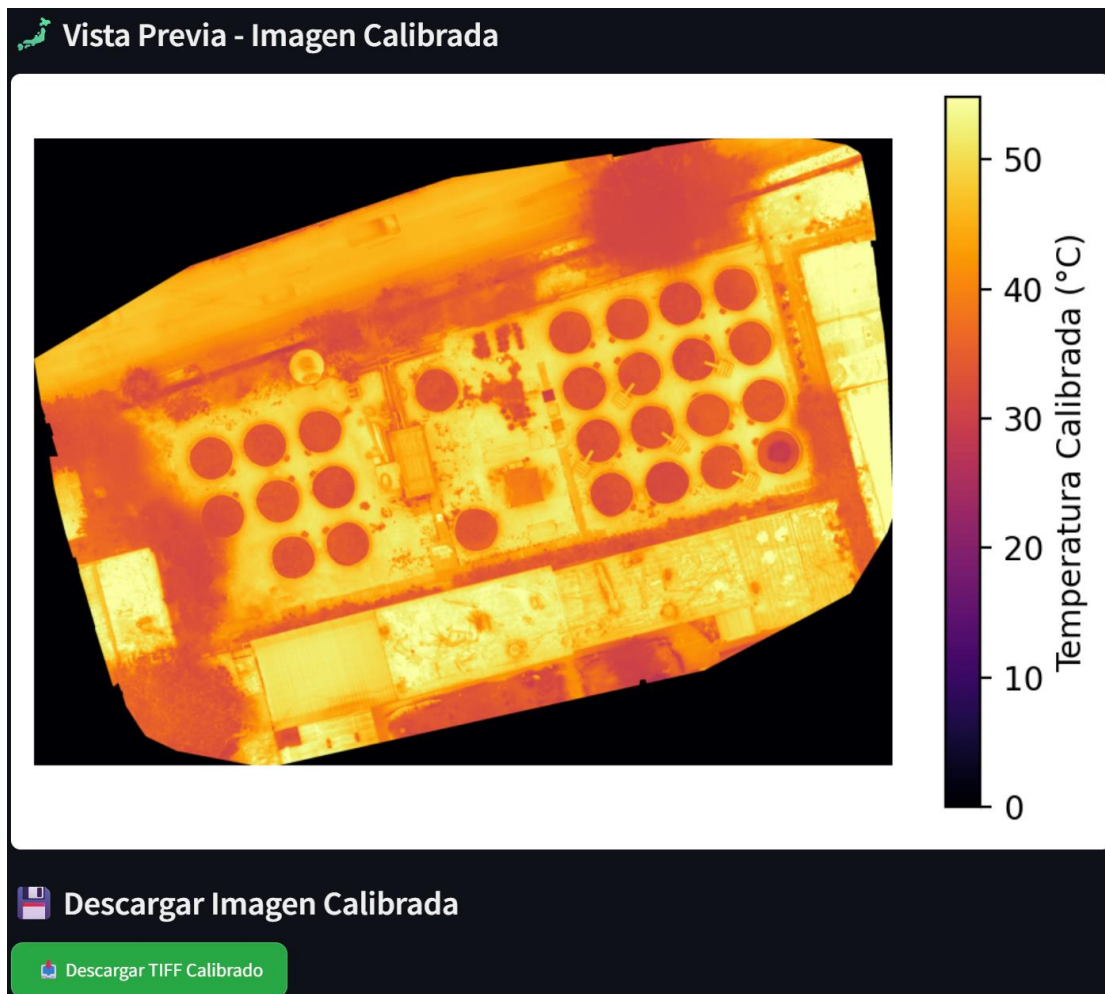 Vista Previa - Imagen Calibrada
50
40
30
20
10
0
Temperatura Calibrada (°C)
Descargar Imagen Calibrada
Descargar TIFF Calibrado